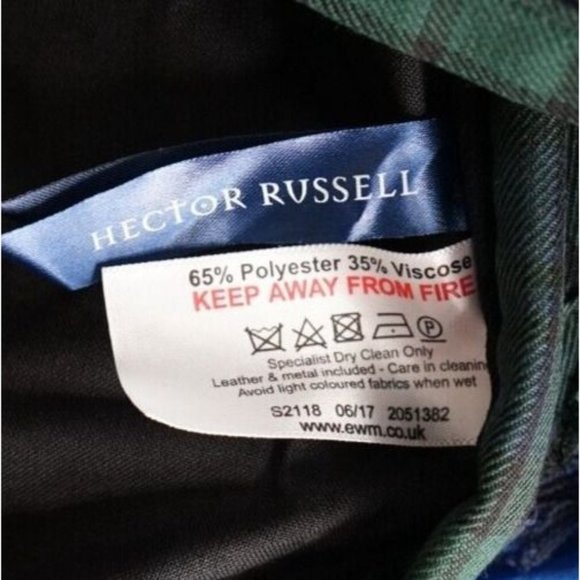 HECTOR RUSSELL
65% Polyester 35% Viscose
KEEP AWAY FROM FIRE
P
Specialist Dry Clean Only
Leather & metal included - Care in cleanin
Avoid light coloured fabrics when wet
S2118 06/17 2051382
www.ewm.co.uk